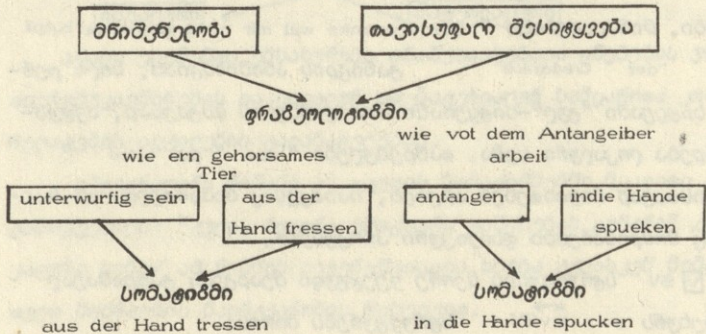 მნიშვნელობა
თავისუფალი შესიტყვება
ფრაზეოლოგიზმი
wie vot dem Antangeiber
wie ern gehorsames
arbeit
Tier
unterwurfig sein
aus der
Hand fressen
antangen
indie Hande
spueken
სომატიზმი
სომატიზმი
aus der Hand tressen
in die Hande spucken